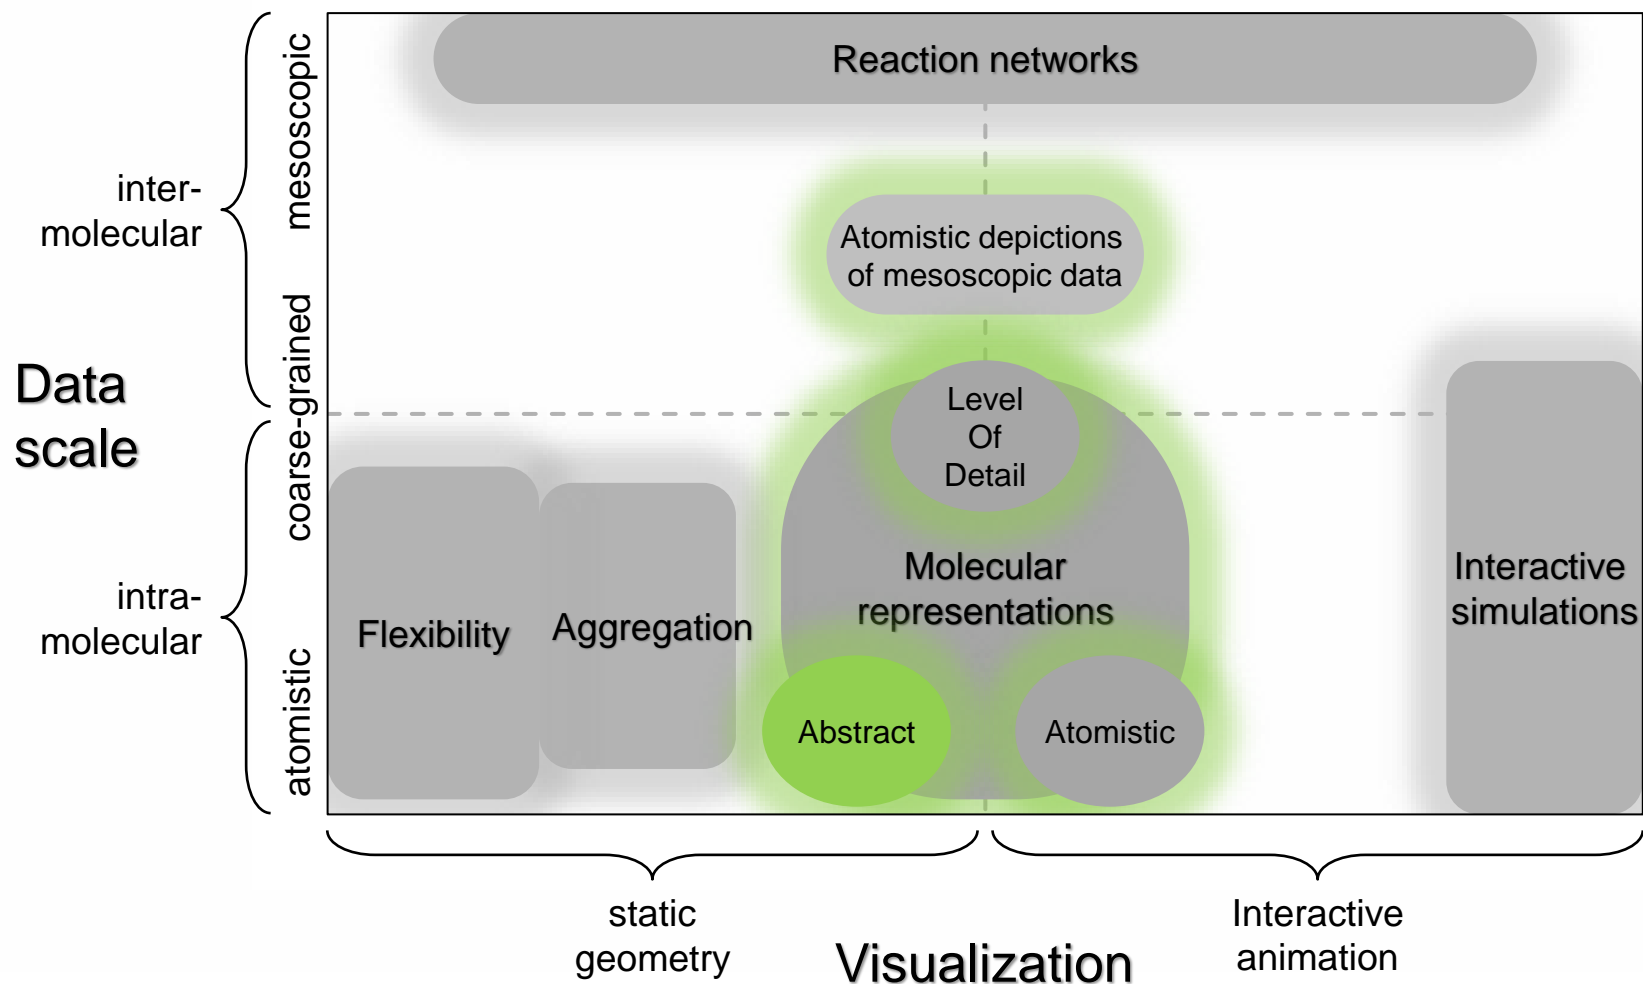 mesoscopic
coarse-grained
atomistic
inter-
molecular
intra-
molecular
Data
scale
Reaction networks
Atomistic depictions
of mesoscopic data
Level
Of
Detail
Molecular
representations
Flexibility
Aggregation
Abstract
Atomistic
Interactive
simulations
static
geometry
Interactive
animation
Visualization